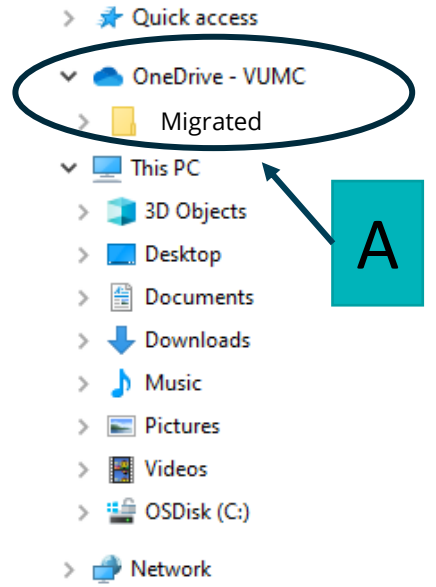 Quick access
OneDrive - VUMC
Migrated
This PC
3D Objects
A
Desktop
Documents
Downloads
Music
Pictures
Videos
OSDisk (C:)
Network